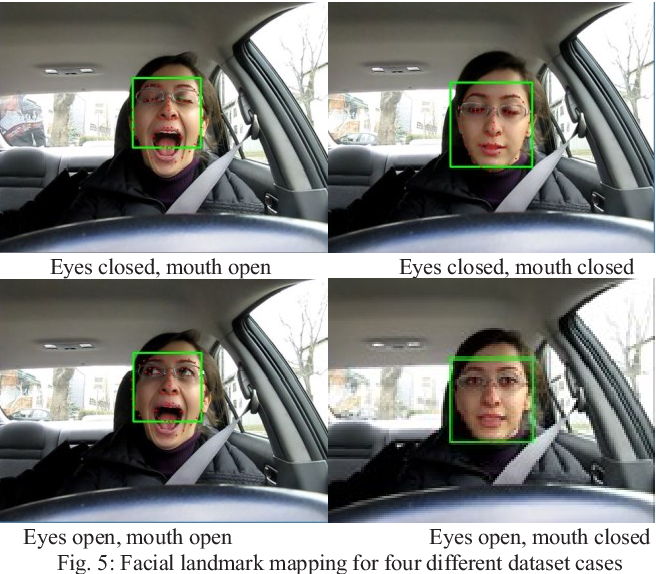 Eyes closed, mouth open
Eyes closed, mouth closed
Eyes open, mouth open
Eyes open, mouth closed
Fig. 5: Facial landmark mapping for four different dataset cases